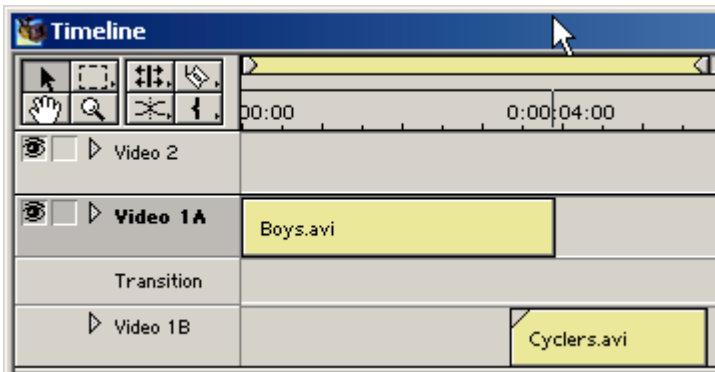 Timeline
00:00 0:00:04:00
Video 2
Video 1A
Boys.avi
Transition
Video 1B
Cyclers.avi